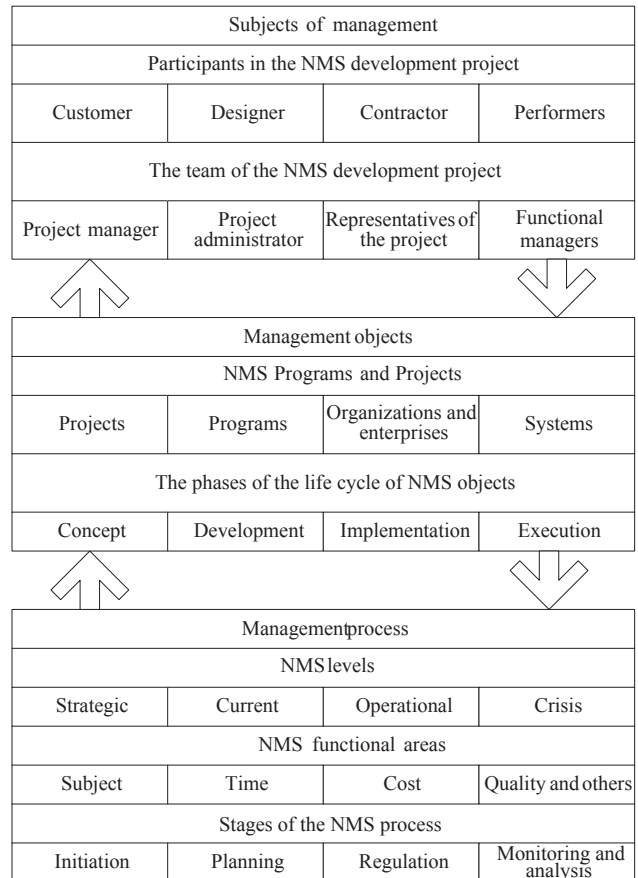 Subjects of management
Participants in the NMS development project
Customer Designer Contractor Performers
The team of the NMS development project
Project manager
Project
administrator
Representatives of
the project
Functional
managers
Management objects
NMS Programs and Projects
Projects
Programs
Organizations and
enterprises
Systems
The phases of the life cycle of NMS objects
Concept Development Implementation Execution
Managementprocess
NMS levels
Strategic Current Operational Crisis
NMS functional areas
Subject Time Cost Quality and others
Stages of the NMS process
Initiation
Planning
Regulation
Monitoring and
analysis